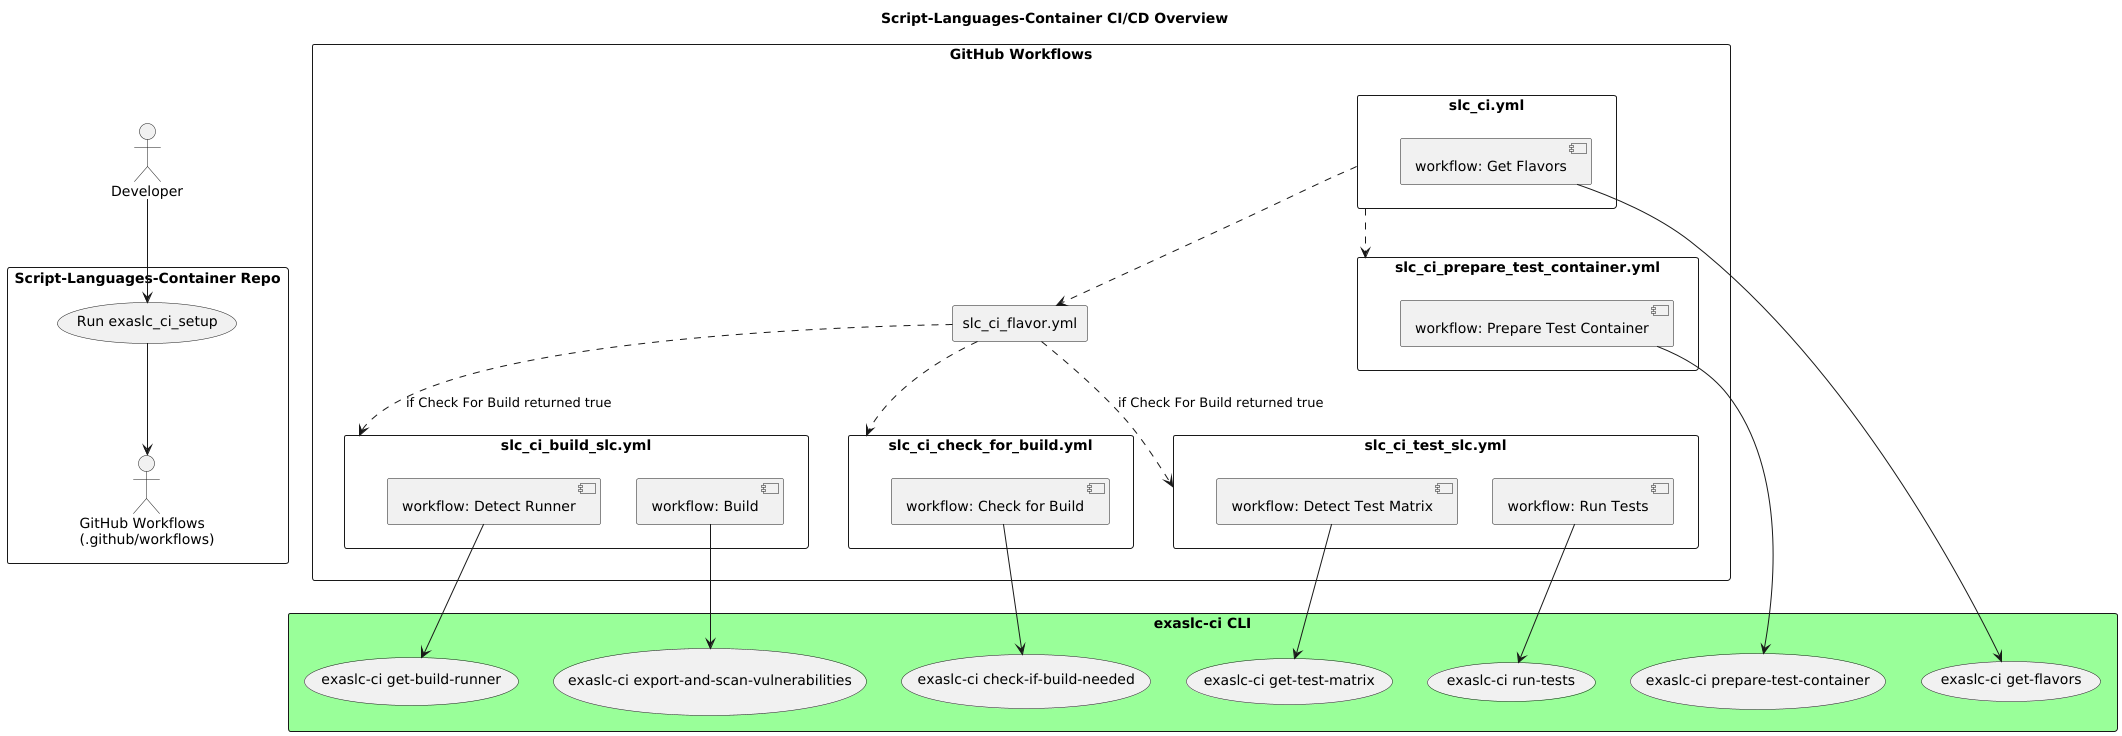 Script-Languages-Container CI/CD Overview
GitHub Workflows
slc_ci.yml
workflow: Get Flavors
Developer
Script-Languages-Container Repo
Run exaslc_ci_setup
GitHub Workflows
(.github/workflows)
slc_ci_prepare_test_container.yml
workflow: Prepare Test Container
slc_ci_flavor.yml
if Check For Build returned true
if Check For Build returned true
slc_ci_build_slc.yml
workflow: Detect Runner
workflow: Build
slc_ci_check_for_build.yml
workflow: Check for Build
slc_ci_test_slc.yml
workflow: Detect Test Matrix
workflow: Run Tests
exaslc-ci CLI
exaslc-ci get-build-runner
exaslc-ci export-and-scan-vulnerabilities
exaslc-ci check-if-build-needed
exaslc-ci get-test-matrix
exaslc-ci run-tests
exaslc-ci prepare-test-container
exaslc-ci get-flavors